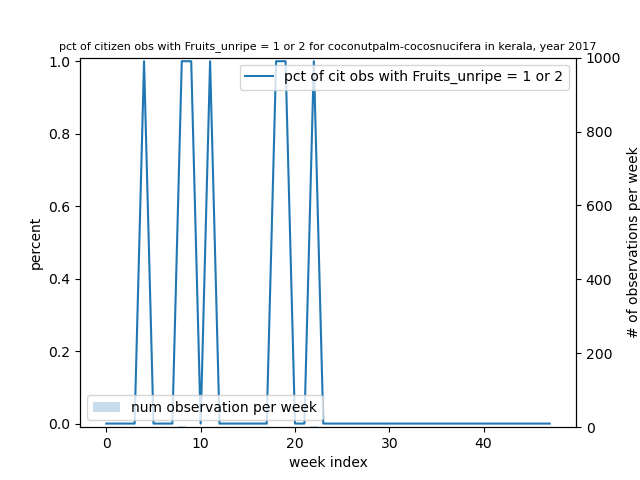 pct of citizen obs with Fruits_unripe = 1 or 2 for coconutpalm-cocosnucifera in kerala, year 2017
pct of cit obs with Fruits_unripe = 1 or 2
1.0
0.8
0.6
0.4
0.2
0.0
percent
1000
800
600
400
200
0
# of observations per week
num observation per week
0
10
20
30
40
week index